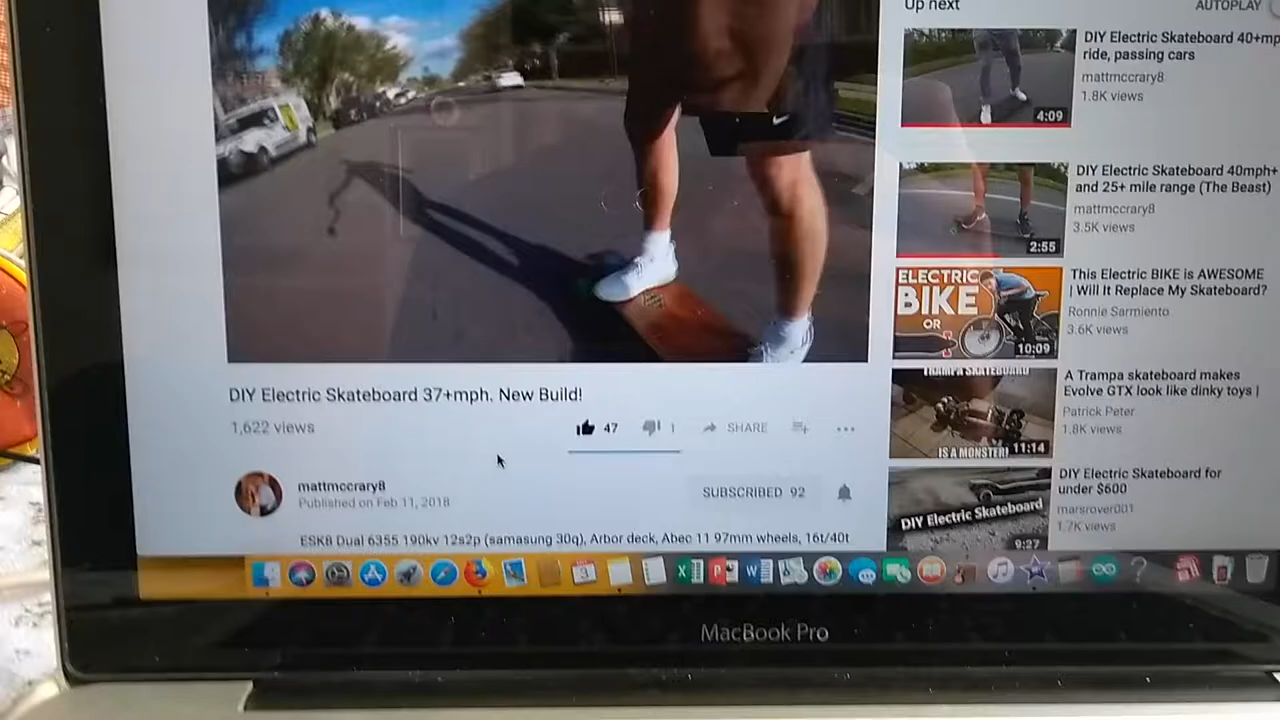 Up next
AUTOPLAY
DIY Electric Skateboard 40+mp
ride, passing cars
mattmccrary8
1.8K views
4:09
DIY Electric Skateboard 40mph+
and 25+ mile range (The Beast)
mattmccrary8
3.5K views
2:55
ELECTRIC
BIKE
OR
10:09
This Electric BIKE is AWESOME
| Will It Replace My Skateboard?
Ronnie Sarmiento
3.6K views
TRAMPA SKATEBOARD
IS A MONSTER!
11:14
A Trampa skateboard makes
Evolve GTX look like dinky toys |
Patrick Peter
1.8K views
DIY Electric Skateboard
9:27
DIY Electric Skateboard for
under $600
marsrover001
1.7K views
DIY Electric Skateboard 37+mph. New Build!
1,622 views
47
1
SHARE
mattmccrary8
Published on Feb 11, 2018
SUBSCRIBED 92
ESK8 Dual 6355 190kv 12s2p (samasung 30q), Arbor deck, Abec 11 97mm wheels, 16t/40t
3
MacBook Pro